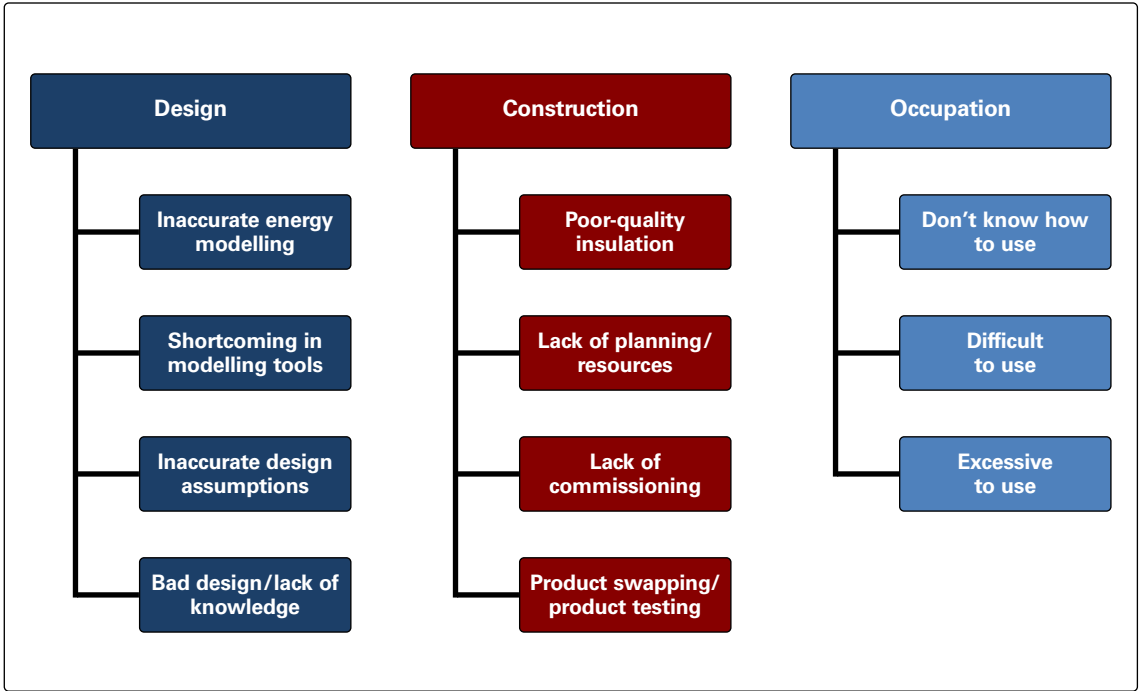 Design
Inaccurate energy
modelling
Shortcoming in
modelling tools
Inaccurate design
assumptions
Bad design/lack of
knowledge
Construction
Poor-quality
insulation
Lack of planning/
resources
Lack of
commissioning
Product swapping/
product testing
Occupation
Don’t know how
to use
Difficult
to use
Excessive
to use